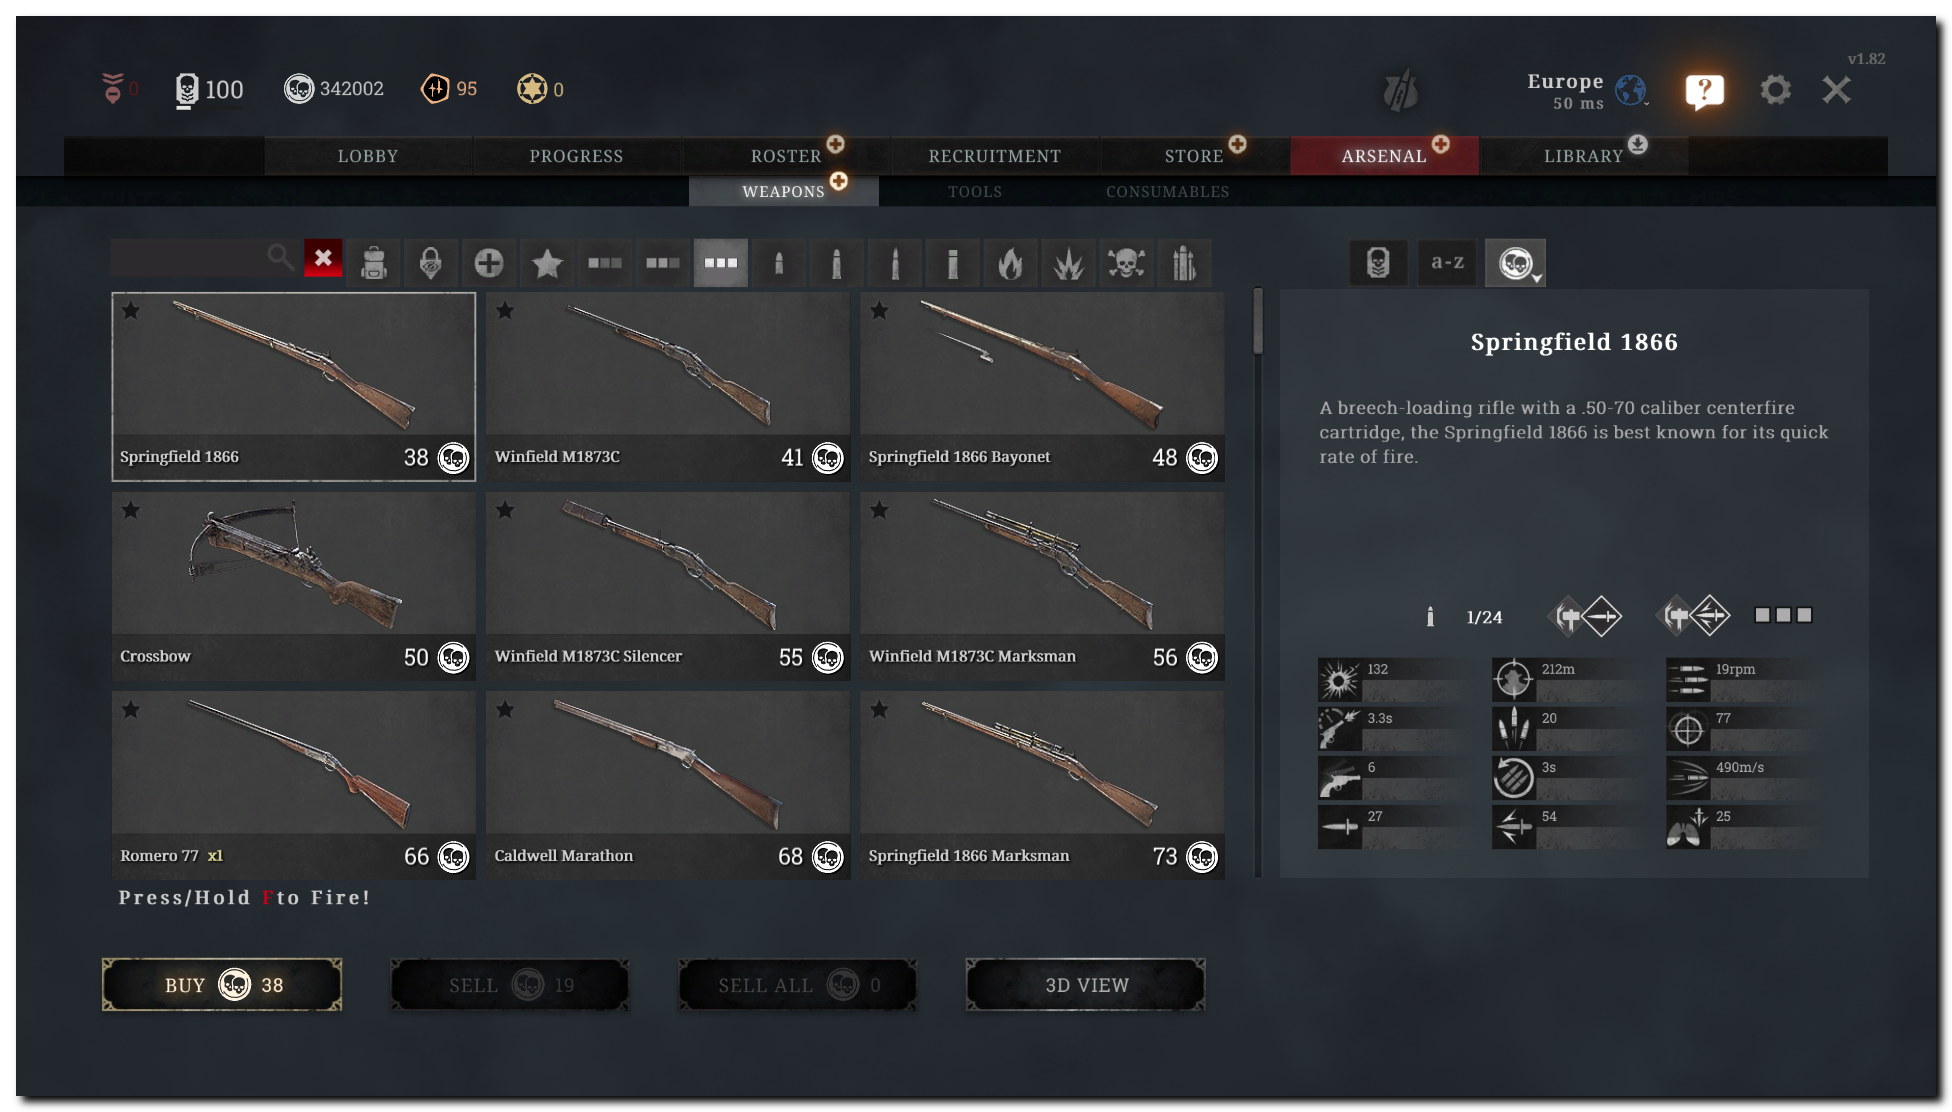 v1.82
0
100
342002
95
0
Europe
50 ms
?
LOBBY
PROGRESS
ROSTER
RECRUITMENT
STORE
ARSENAL
LIBRARY
WEAPONS
TOOLS
CONSUMABLES
a-z
Springfield 1866 38
Winfield M1873C 41
Springfield 1866 Bayonet 48
Crossbow 50
Winfield M1873C Silencer 55
Winfield M1873C Marksman 56
Romero 77 x1 66
Caldwell Marathon 68
Springfield 1866 Marksman 73
Springfield 1866
A breech-loading rifle with a .50-70 caliber centerfire
cartridge, the Springfield 1866 is best known for its quick
rate of fire.
1/24
132 212m 19rpm
3.3s 20 77
6 3s 490m/s
27 54 25
Press/Hold F to Fire!
BUY 38
SELL 19
SELL ALL 0
3D VIEW